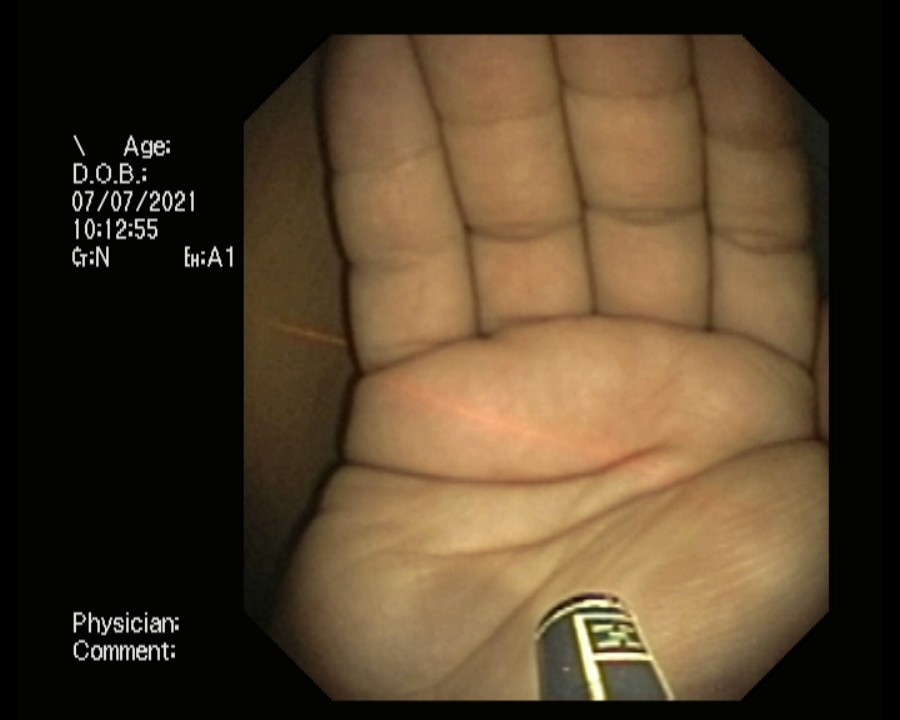 \ Age:
D.O.B.:
07/07/2021
10:12:55
Cr:N Eh:A1
Physician:
Comment: